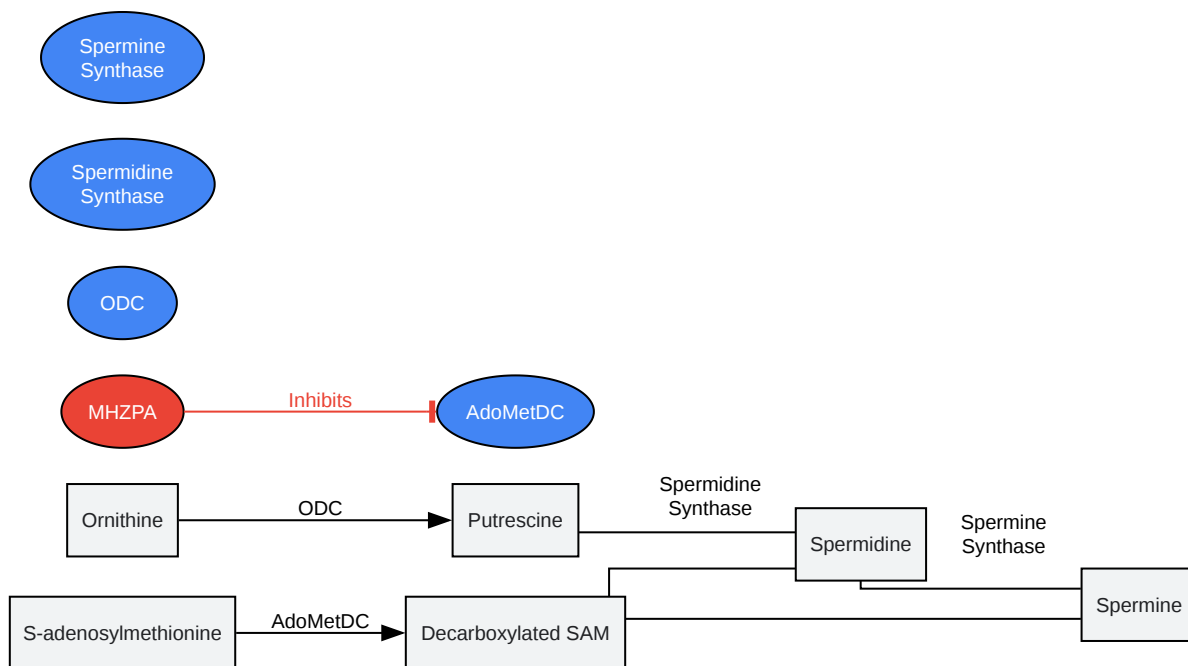 Spermine
Synthase
Spermidine
Synthase
ODC
MHZPA
Inhibits
AdoMetDC
Ornithine
ODC
Putrescine
Spermidine
Synthase
Spermidine
Spermine
Synthase
Spermine
S-adenosylmethionine
AdoMetDC
Decarboxylated SAM